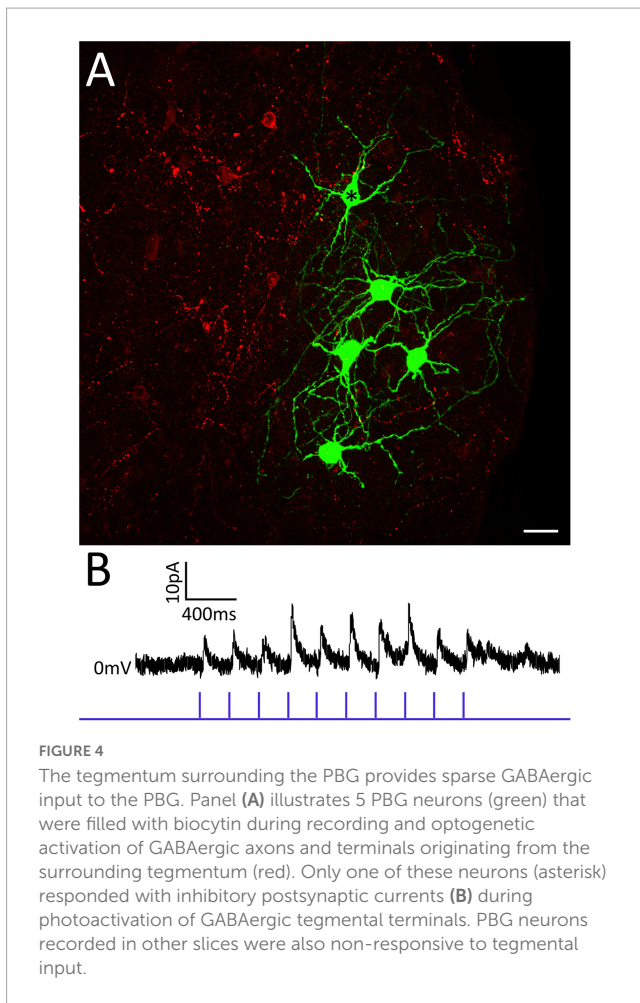 A
*
B
10pA
400ms
0mV
FIGURE 4
The tegmentum surrounding the PBG provides sparse GABAergic
input to the PBG. Panel (A) illustrates 5 PBG neurons (green) that
were filled with biocytin during recording and optogenetic
activation of GABAergic axons and terminals originating from the
surrounding tegmentum (red). Only one of these neurons (asterisk)
responded with inhibitory postsynaptic currents (B) during
photoactivation of GABAergic tegmental terminals. PBG neurons
recorded in other slices were also non-responsive to tegmental
input.